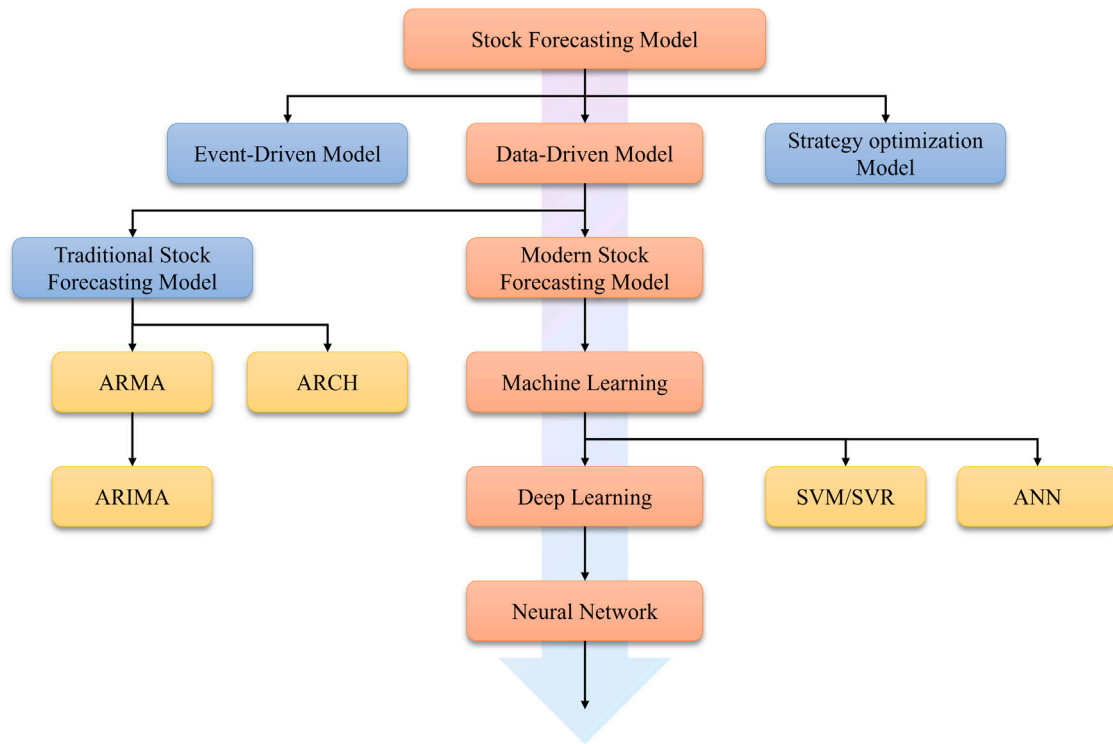 Stock Forecasting Model
Event-Driven Model
Data-Driven Model
Strategy optimization
Model
Traditional Stock
Forecasting Model
Modern Stock
Forecasting Model
ARMA
ARCH
Machine Learning
ARIMA
Deep Learning
SVM/SVR
ANN
Neural Network